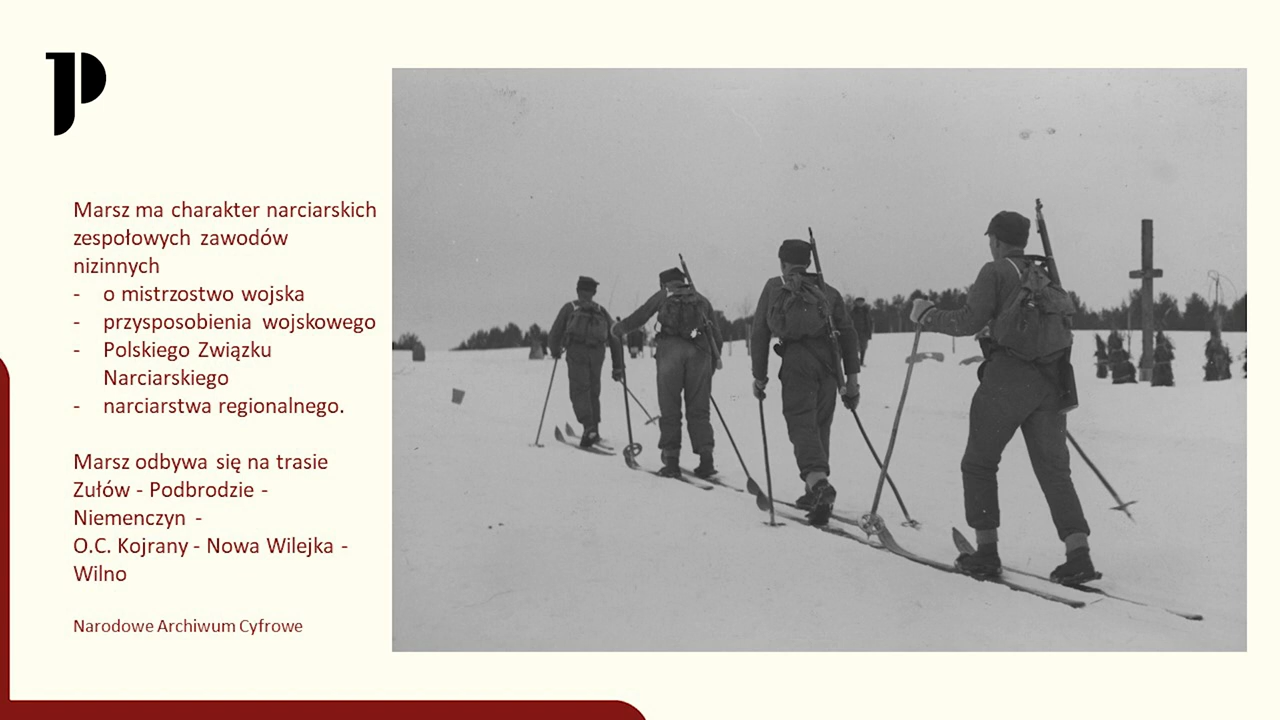 Marsz ma charakter narciarskich
zespołowych zawodów
nizinnych
- o mistrzostwo wojska
- przysposobienia wojskowego
- Polskiego Związku
Narciarskiego
- narciarstwa regionalnego.
Marsz odbywa się na trasie
Zułów - Podbrodzie -
Niemenczyn -
O.C. Kojrany - Nowa Wilejka -
Wilno
Narodowe Archiwum Cyfrowe